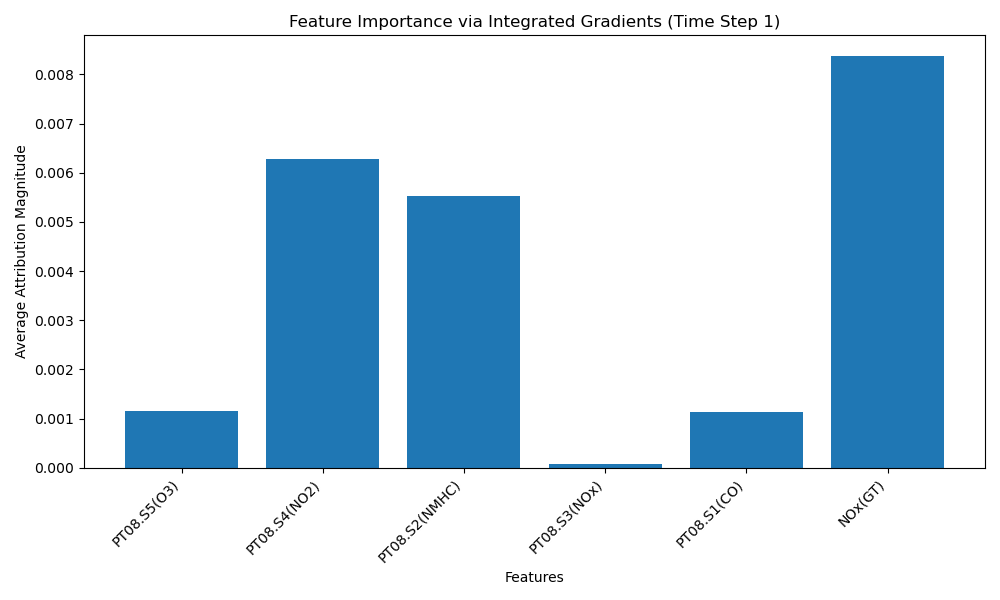 Feature Importance via Integrated Gradients (Time Step 1)
Average Attribution Magnitude
0.008
0.007
0.006
0.005
0.004
0.003
0.002
0.001
0.000
PT08.S5(O3)
PT08.S4(NO2)
PT08.S2(NMHC)
PT08.S3(NOx)
PT08.S1(CO)
NOx(GT)
Features